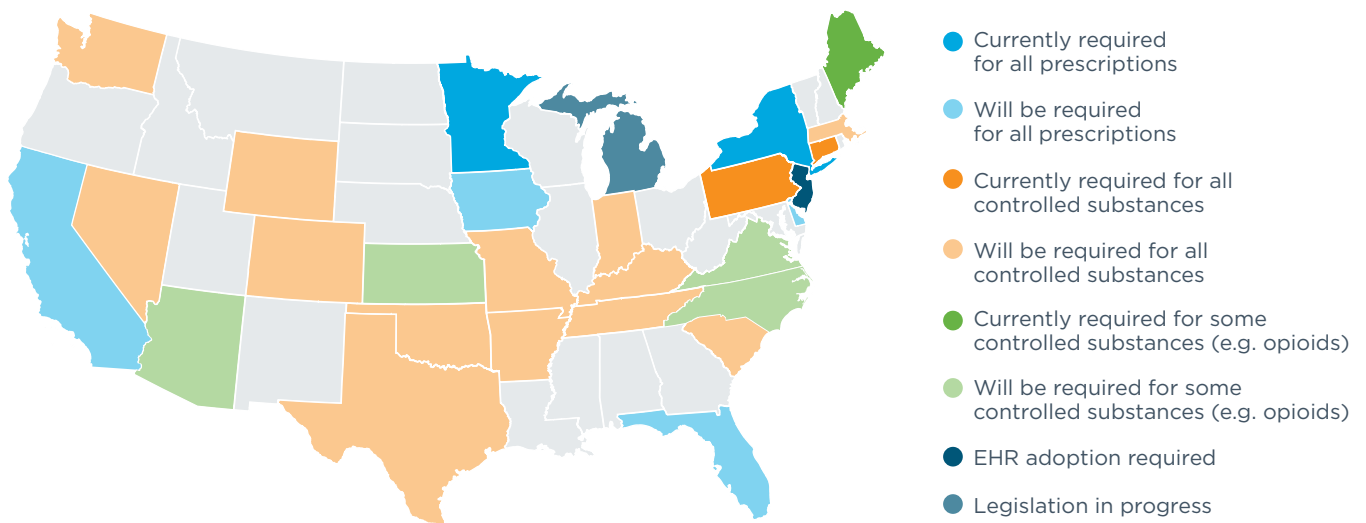 Currently required
for all prescriptions
Will be required
for all prescriptions
Currently required for all
controlled substances
Will be required for all
controlled substances
Currently required for some
controlled substances (e.g. opioids)
Will be required for some
controlled substances (e.g. opioids)
EHR adoption required
Legislation in progress